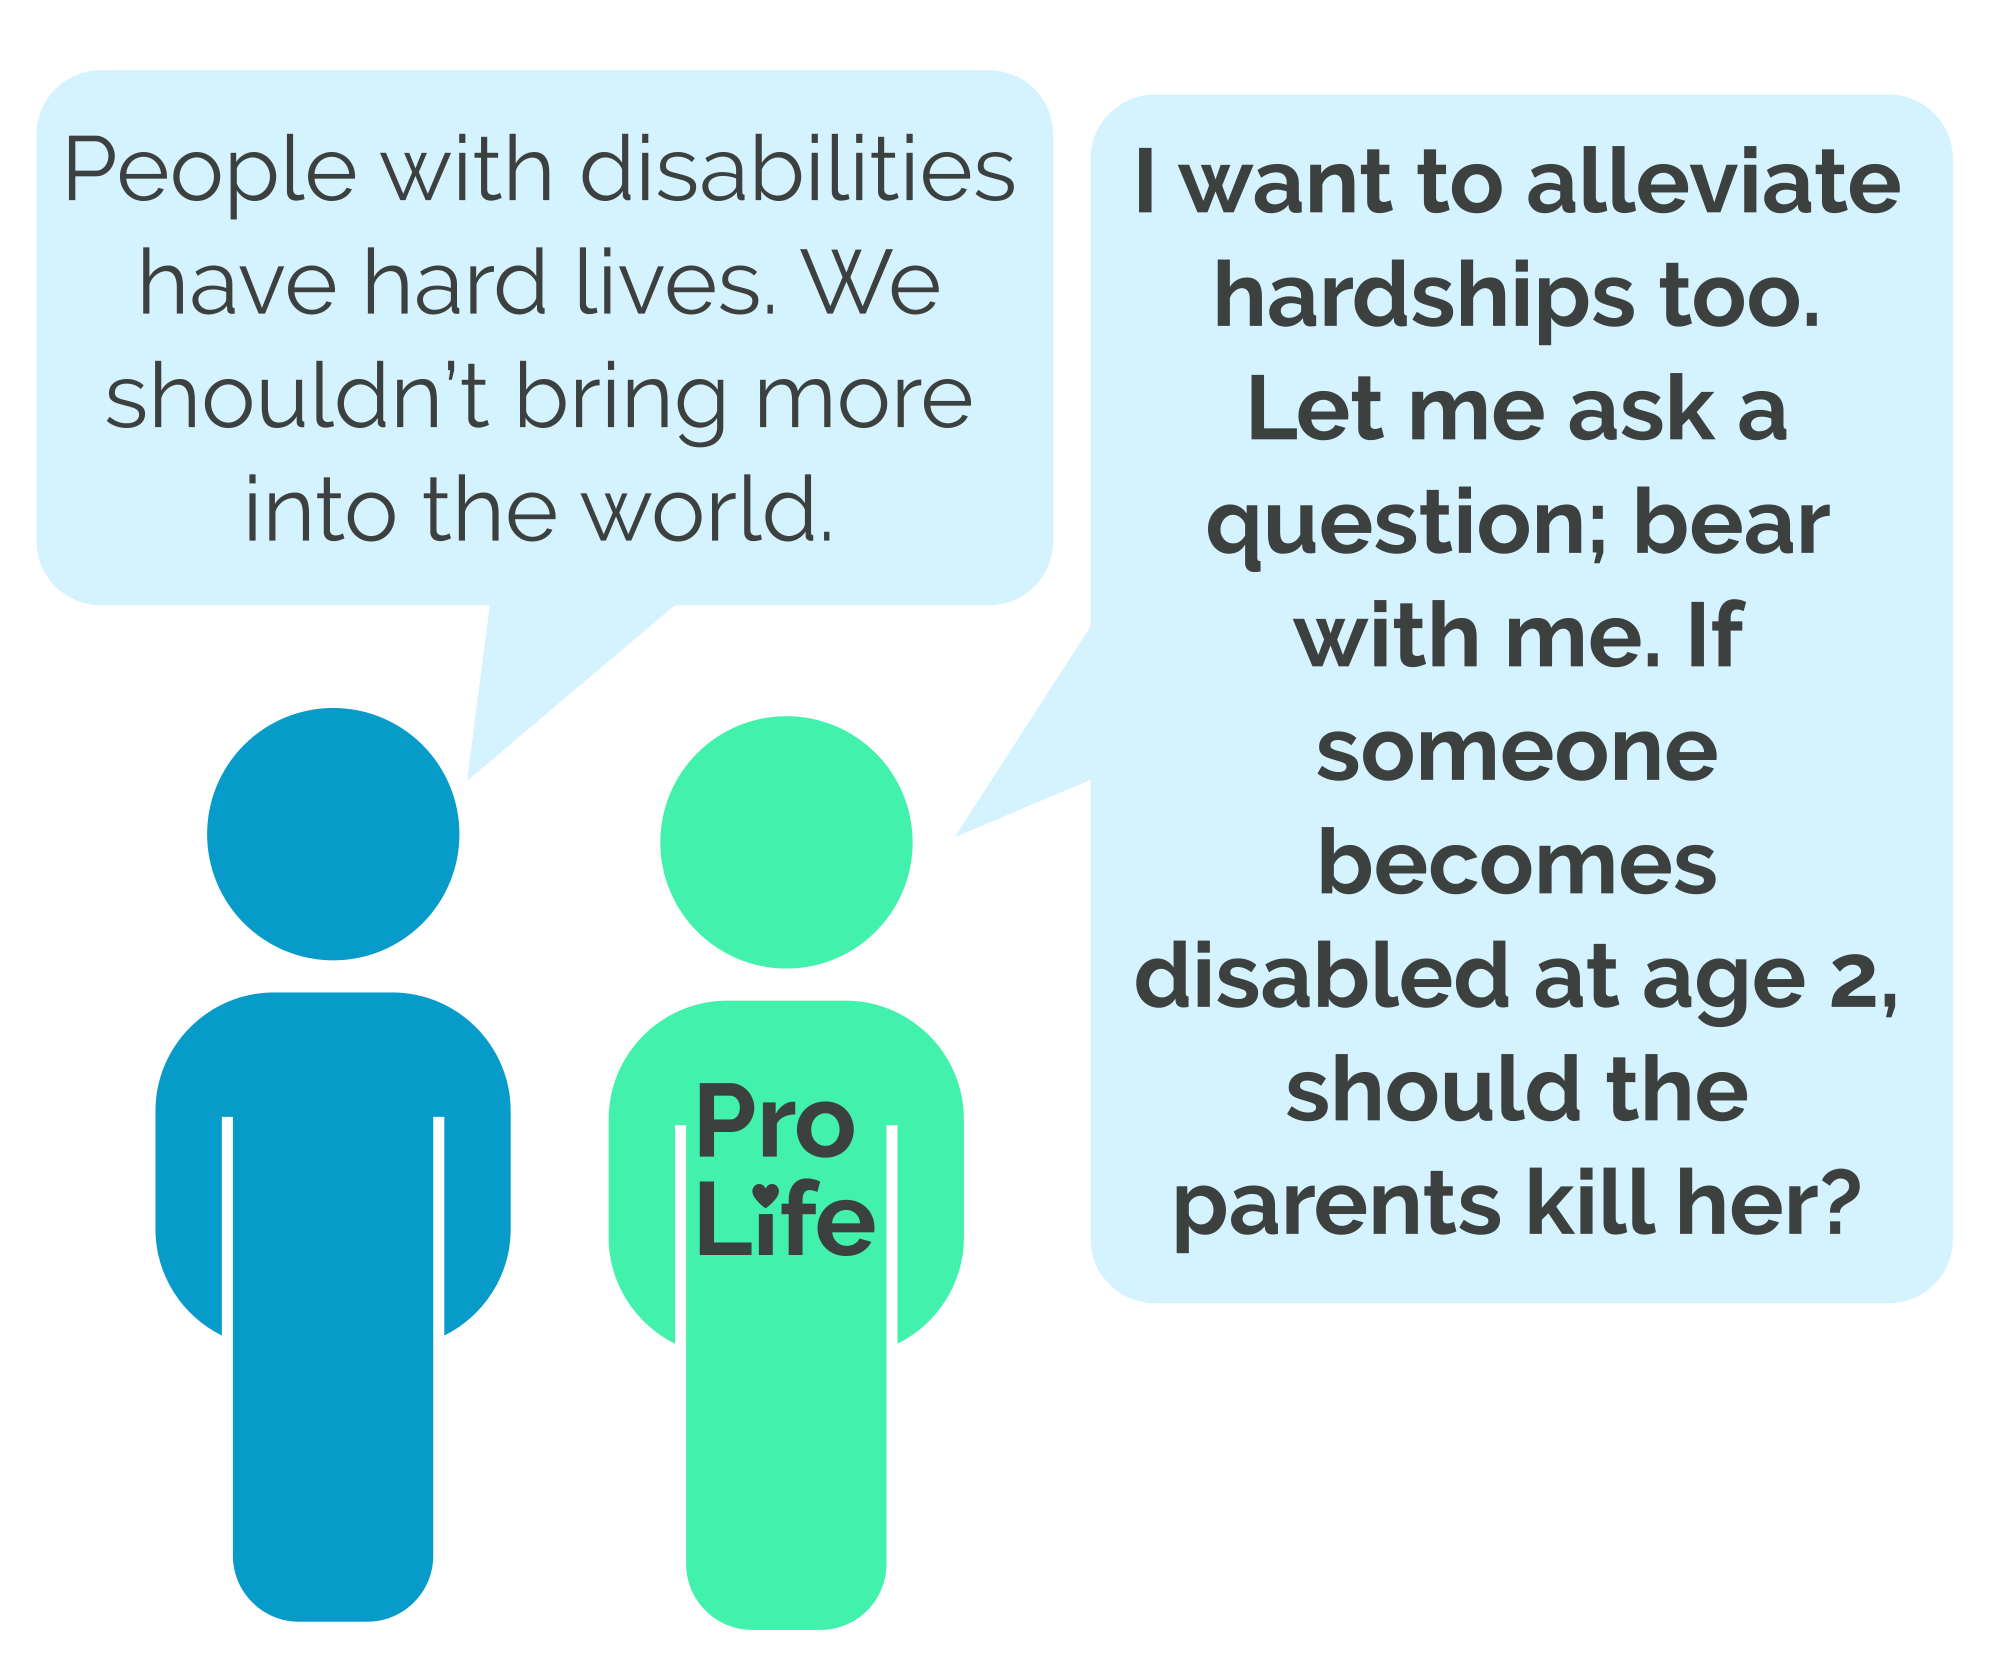 People with disabilities
have hard lives. We
shouldn’t bring more
into the world.
I want to alleviate
hardships too.
Let me ask a
question; bear
with me. If
someone
becomes
disabled at age 2,
should the
parents kill her?
Pro
Life